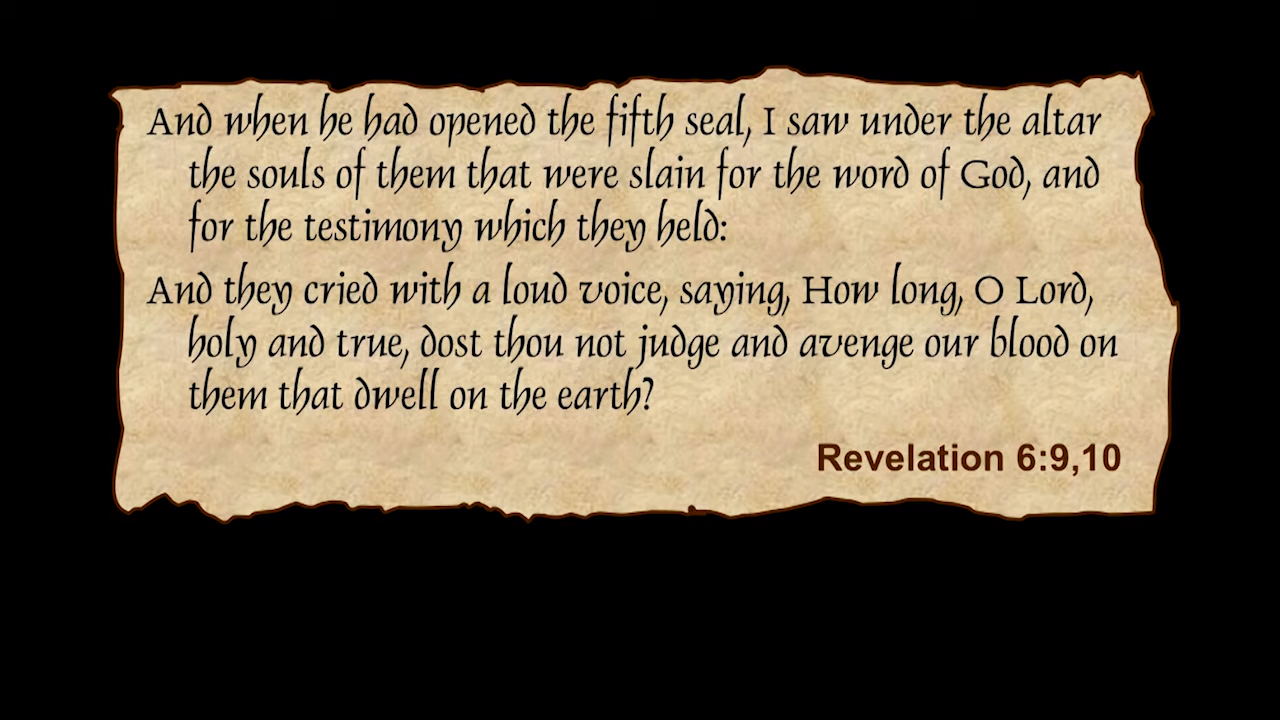 And when he had opened the fifth seal, I saw under the altar
the souls of them that were slain for the word of God, and
for the testimony which they held:
And they cried with a loud voice, saying, How long, O Lord,
holy and true, dost thou not judge and avenge our blood on
them that dwell on the earth?
Revelation 6:9,10